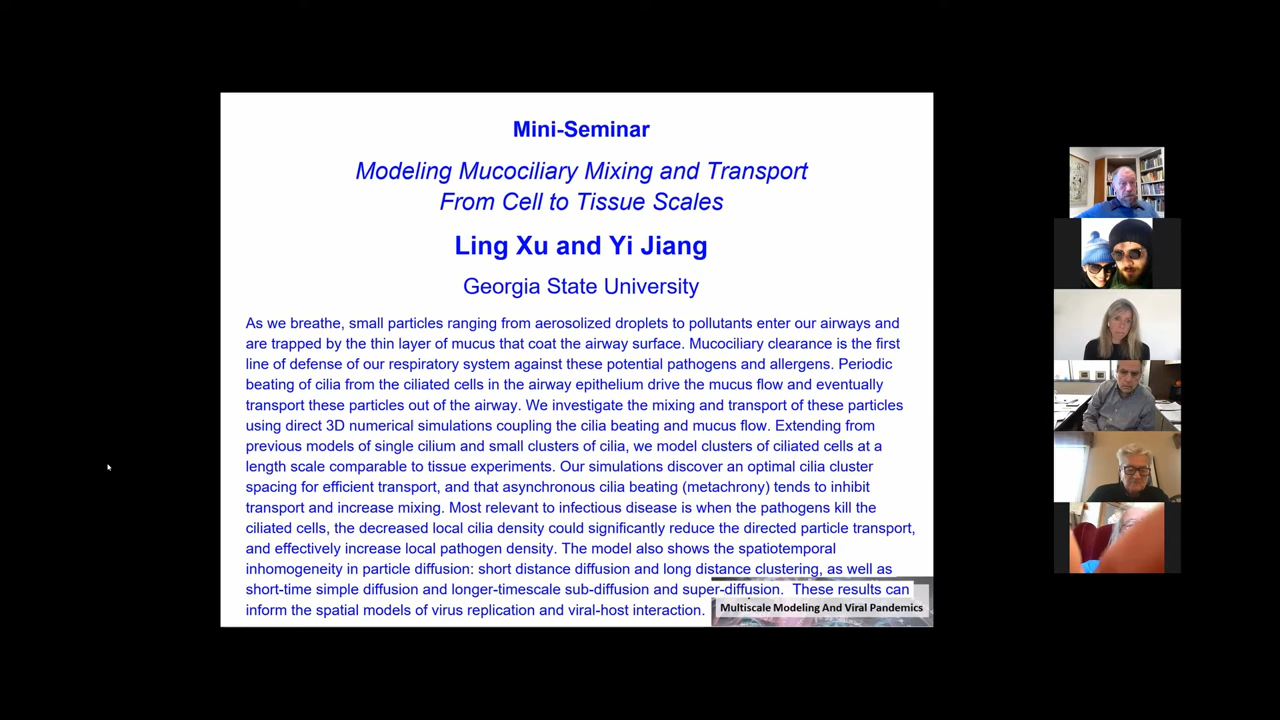 Mini-Seminar
Modeling Mucociliary Mixing and Transport
From Cell to Tissue Scales
Ling Xu and Yi Jiang
Georgia State University
As we breathe, small particles ranging from aerosolized droplets to pollutants enter our airways and
are trapped by the thin layer of mucus that coat the airway surface. Mucociliary clearance is the first
line of defense of our respiratory system against these potential pathogens and allergens. Periodic
beating of cilia from the ciliated cells in the airway epithelium drive the mucus flow and eventually
transport these particles out of the airway. We investigate the mixing and transport of these particles
using direct 3D numerical simulations coupling the cilia beating and mucus flow. Extending from
previous models of single cilium and small clusters of cilia, we model clusters of ciliated cells at a
length scale comparable to tissue experiments. Our simulations discover an optimal cilia cluster
spacing for efficient transport, and that asynchronous cilia beating (metachrony) tends to inhibit
transport and increase mixing. Most relevant to infectious disease is when the pathogens kill the
ciliated cells, the decreased local cilia density could significantly reduce the directed particle transport,
and effectively increase local pathogen density. The model also shows the spatiotemporal
inhomogeneity in particle diffusion: short distance diffusion and long distance clustering, as well as
short-time simple diffusion and longer-timescale sub-diffusion and super-diffusion. These results can
inform the spatial models of virus replication and viral-host interaction.
Multiscale Modeling And Viral Pandemics